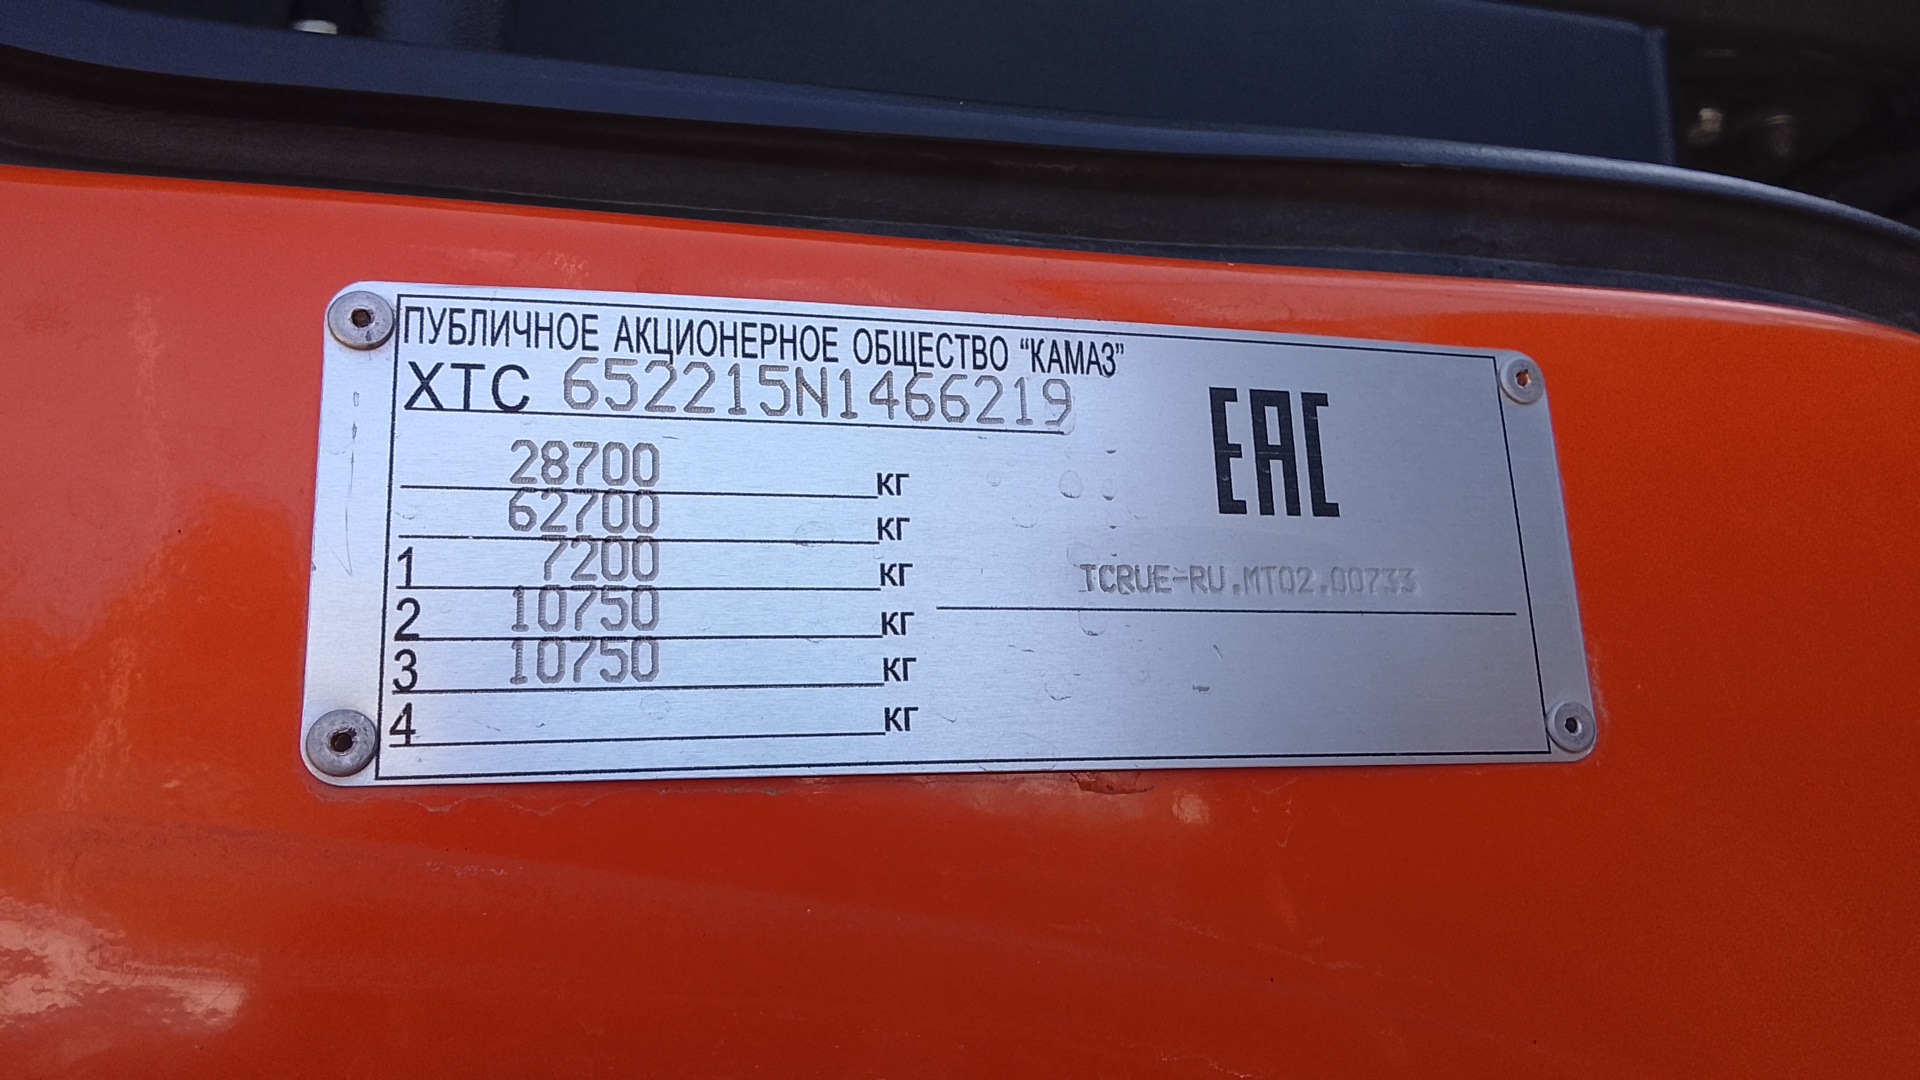 ПУБЛИЧНОЕ АКЦИОНЕРНОЕ ОБЩЕСТВО "КАМАЗ"
XTC 652215N1466219
28700 кг
62700 кг
1 7200 кг
2 10750 кг
3 10750 кг
4 кг
EAC
TCRUE-RU.MT02.00733